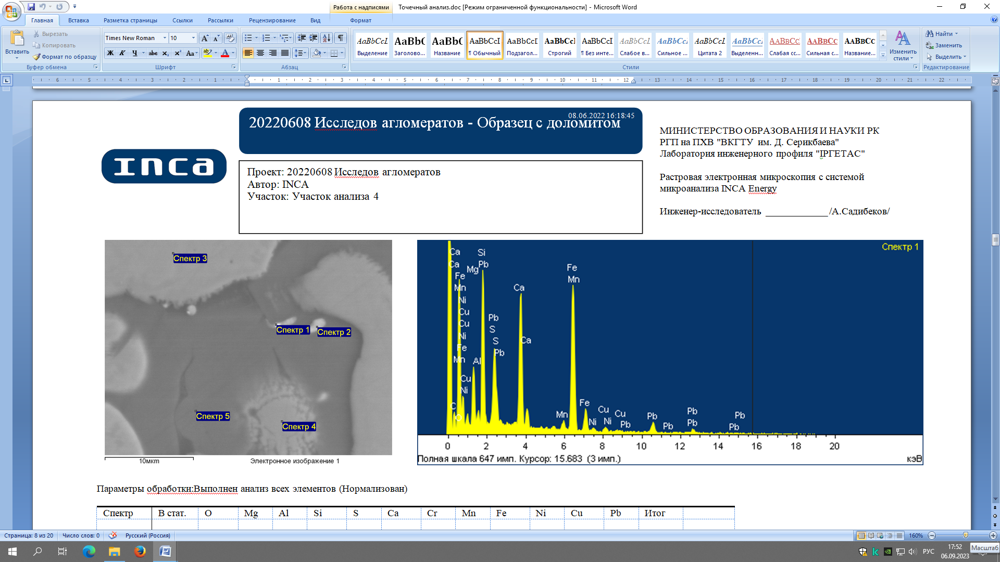 Работа с надписями
Точечный анализ.doc [Режим ограниченной функциональности] - Microsoft Word
Главная
Вставка
Разметка страницы
Ссылки
Рассылки
Рецензирование
Вид
Формат
Вставить
Вырезать
Копировать
Формат по образцу
Буфер обмена
Times New Roman
10
Ж К Ч abc x₂ x² Aa
Шрифт
Абзац
AaBbCcI AaBbC AaBbC AaBbCcI AaBbCcI AaBbCcI AaBbCcI AaBbCcI AaBbCcI AaBbCcI AaBbCcI AaBbCcI AaBbCcI AaBbCcI
Выделение
Заголово...
Название
¶ Обычный
Подзагол...
Строгий
¶ Без инте...
Слабое в...
Сильное ...
Цитата 2
Выделенн...
Слабая сс...
Сильная с...
Название...
Стили
Изменить стили
Найти
Заменить
Выделить
Редактирование
6 5 4 3 2 1 1 2 3 4 5 6 7 8 9 10 11 12 13 14 15 16 17 18 19 20 21 22
08.06.2022 16:18:45
20220608 Исследов агломератов - Образец с доломитом
inca
Проект: 20220608 Исследов агломератов
Автор: INCA
Участок: Участок анализа 4
МИНИСТЕРСТВО ОБРАЗОВАНИЯ И НАУКИ РК
РГП на ПХВ "ВКГТУ им. Д. Серикбаева"
Лаборатория инженерного профиля "ІРГЕТАС"
Растровая электронная микроскопия с системой
микроанализа INCA Energy
Инженер-исследователь _____________/А.Садибеков/
Спектр 3
Спектр 1
Спектр 2
Спектр 5
Спектр 4
10мкm
Электронное изображение 1
Спектр 1
Ca
Ca
Fe
Mn
Ni
Cu
Cu
Ni
Fe
Mn
Cu
Ni
C
O
Mg
Al
Si
Pb
Pb
S
S
Pb
Ca
Ca
Fe
Mn
Mn
Fe
Ni
Cu
Ni
Cu
Pb
Pb
Pb
Pb
Pb
Pb
Pb
0 2 4 6 8 10 12 14 16 18 20
Полная шкала 647 имп. Курсор: 15.683 (3 имп.)
кэВ
Параметры обработки:Выполнен анализ всех элементов (Нормализован)
Спектр В стат. O Mg Al Si S Ca Cr Mn Fe Ni Cu Pb Итог
Страница: 8 из 20
Число слов: 0
Русский (Россия)
160%
РУС
17:52
06.09.2023
Масштаб